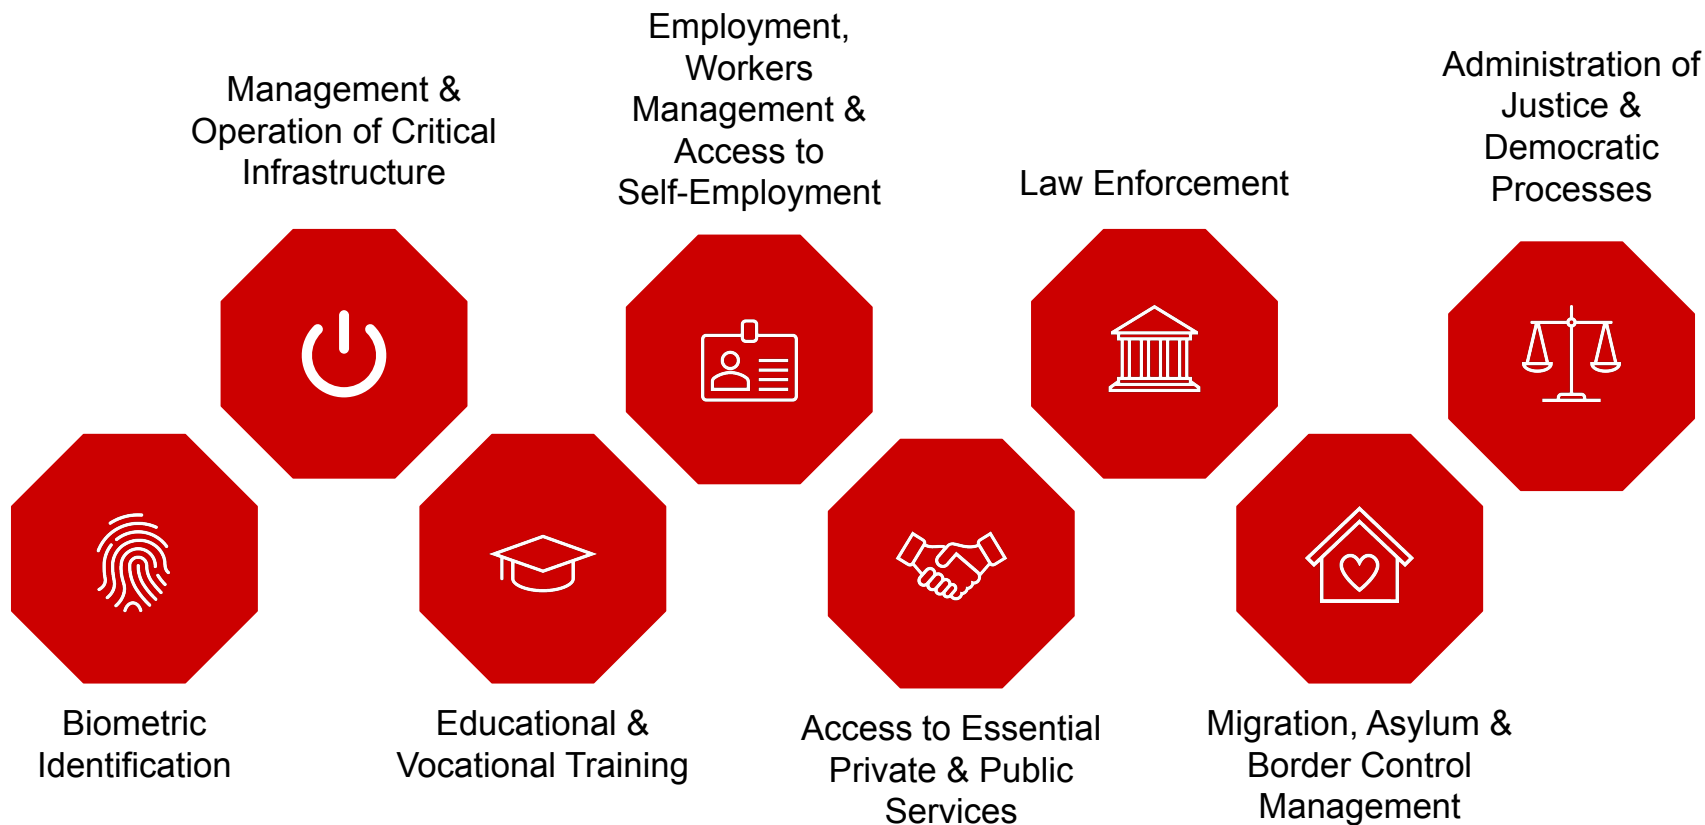 Employment,
Workers
Management &
Access to
Self-Employment
Administration of
Justice &
Democratic
Processes
Management &
Operation of Critical
Infrastructure
Law Enforcement
Biometric
Identification
Educational &
Vocational Training
Access to Essential
Private & Public
Services
Migration, Asylum &
Border Control
Management